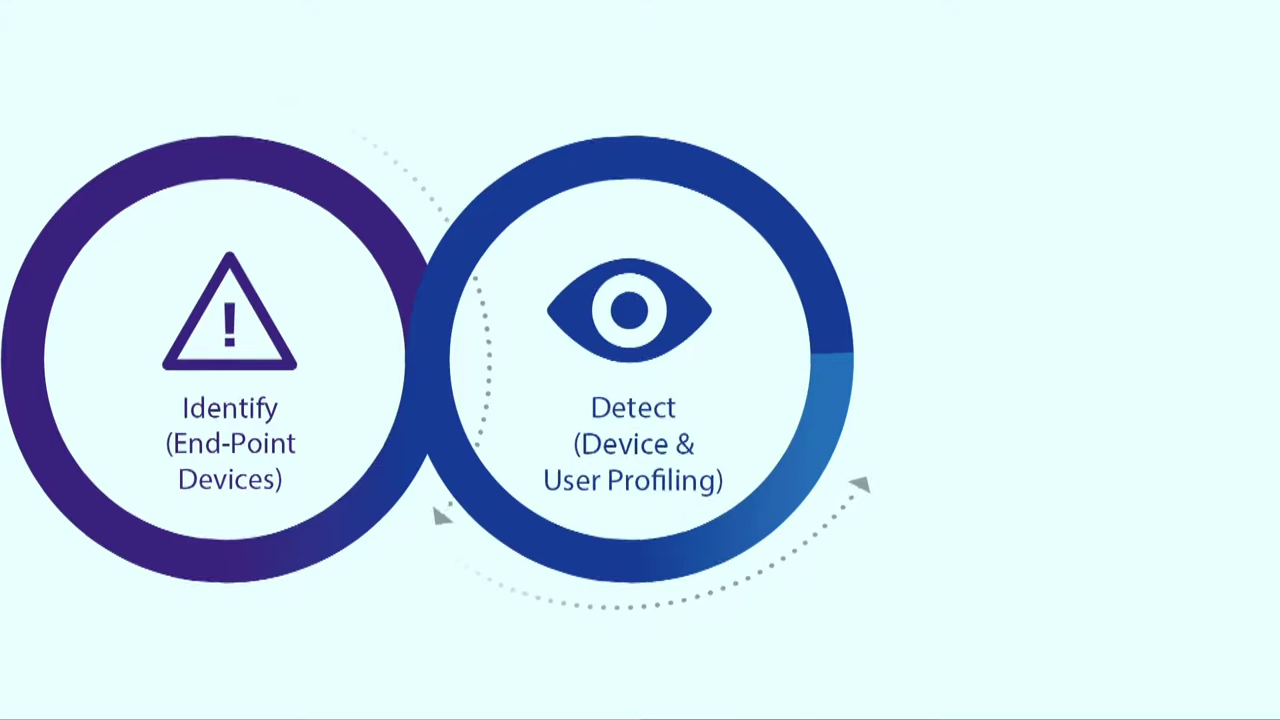 Identify
(End-Point
Devices)
Detect
(Device &
User Profiling)